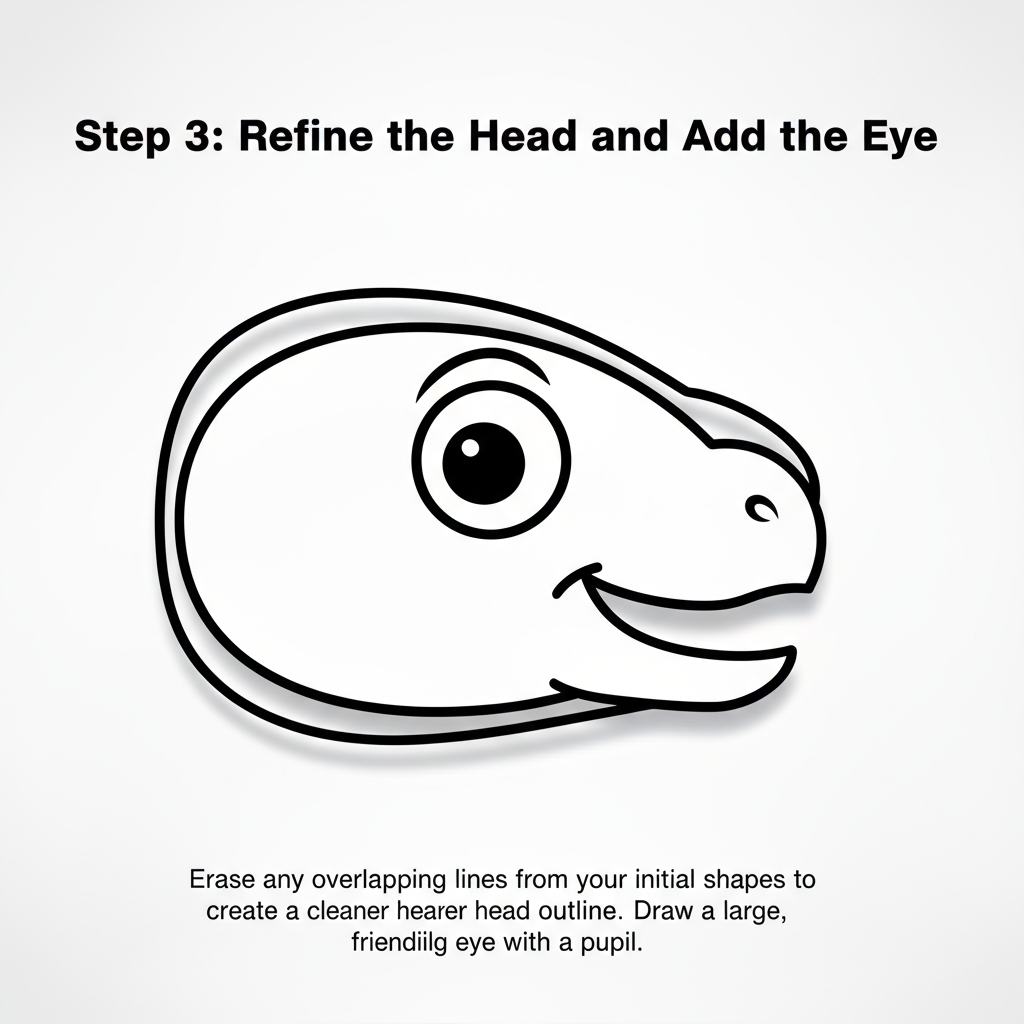 Step 3: Refine the Head and Add the Eye
Erase any overlapping lines from your initial shapes to
create a cleaner hearer head outline. Draw a large,
friendiilg eye with a pupil.